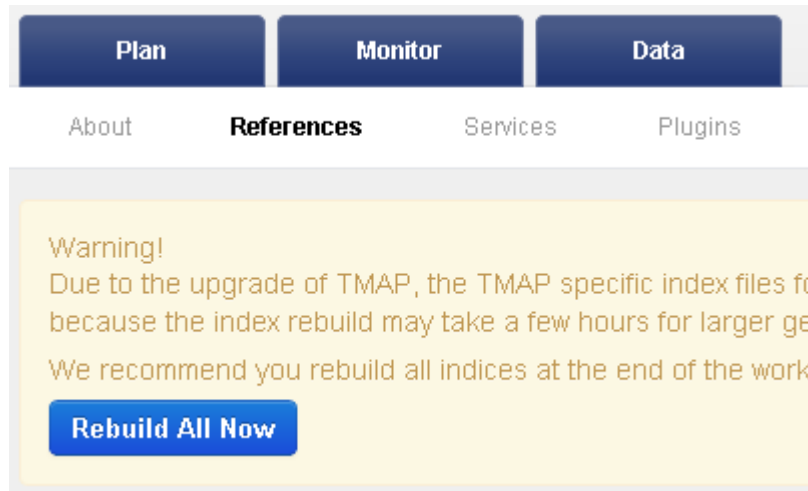 Plan Monitor Data
About References Services Plugins
Warning!
Due to the upgrade of TMAP, the TMAP specific index files
because the index rebuild may take a few hours for larger
We recommend you rebuild all indices at the end of the work
Rebuild All Now